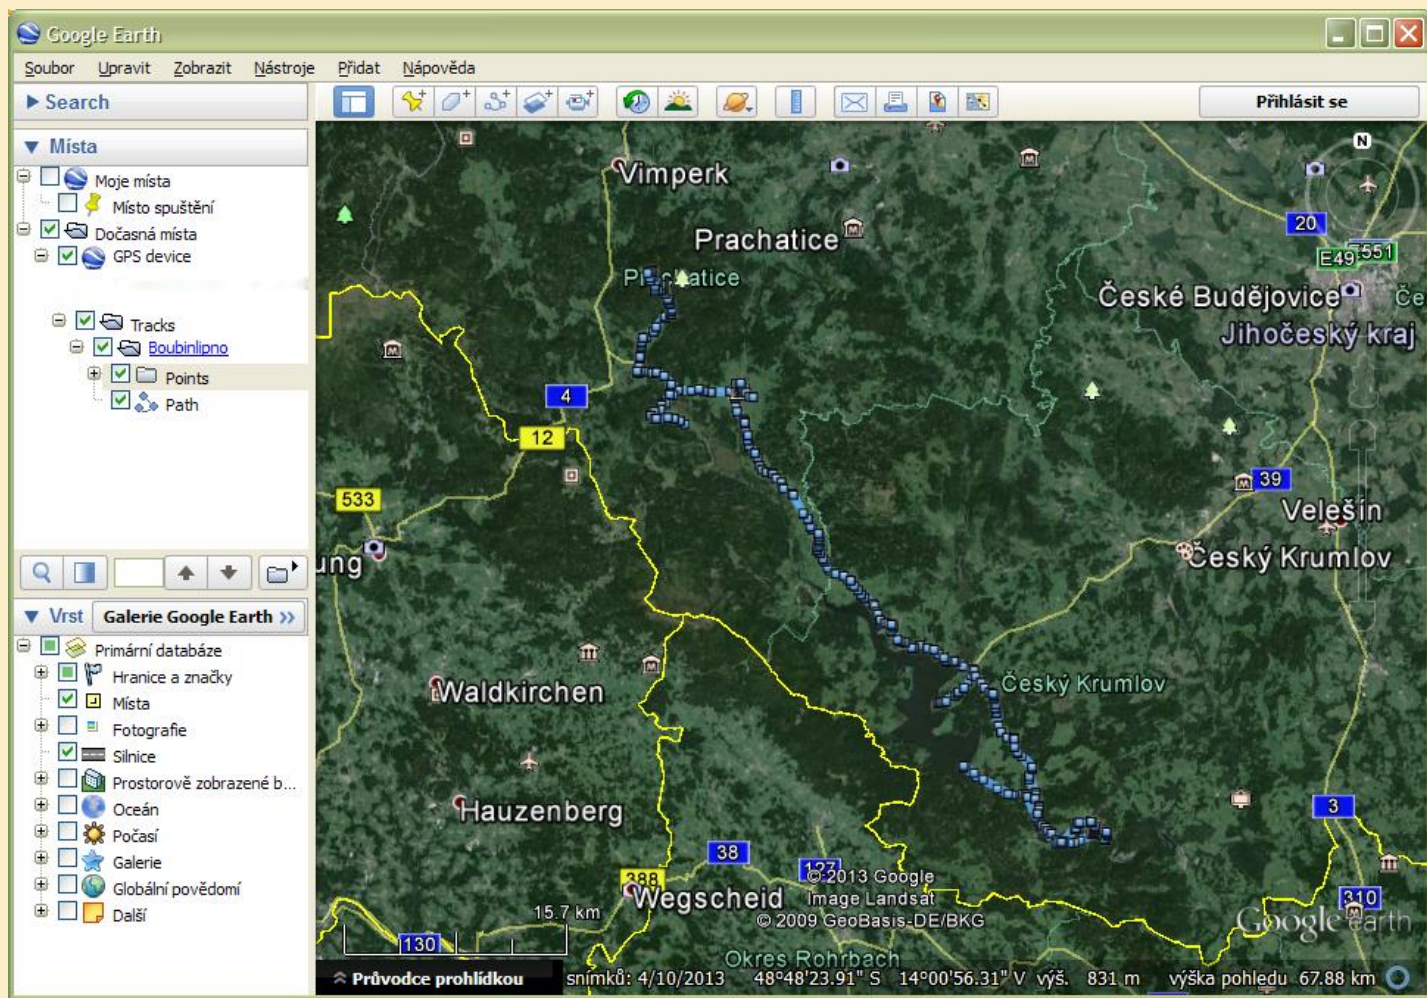 Google Earth
Soubor Upravit Zobrazit Nástroje Přidat Nápověda
Search
Přihlásit se
Místa
Moje místa
Místo spuštění
Dočasná místa
GPS device
Tracks
Boubinlipno
Points
Path
Vrst
Galerie Google Earth >>
Primární databáze
Hranice a značky
Místa
Fotografie
Silnice
Prostorově zobrazené b...
Oceán
Počasí
Galerie
Globální povědomí
Další
N
Vimperk
Prachatice
20
E49
E551
České Budějovice
Jihočeský kraj
4
12
533
39
Velešín
Český Krumlov
ung
Waldkirchen
Český Krumlov
Hauzenberg
3
38
127
388
Wegscheid
310
130
15.7 km
© 2013 Google
Image Landsat
© 2009 GeoBasis-DE/BKG
Google earth
Okres Rohrbach
Průvodce prohlídkou
snímků: 4/10/2013 48°48'23.91" S 14°00'56.31" V výš. 831 m výška pohledu 67.88 km